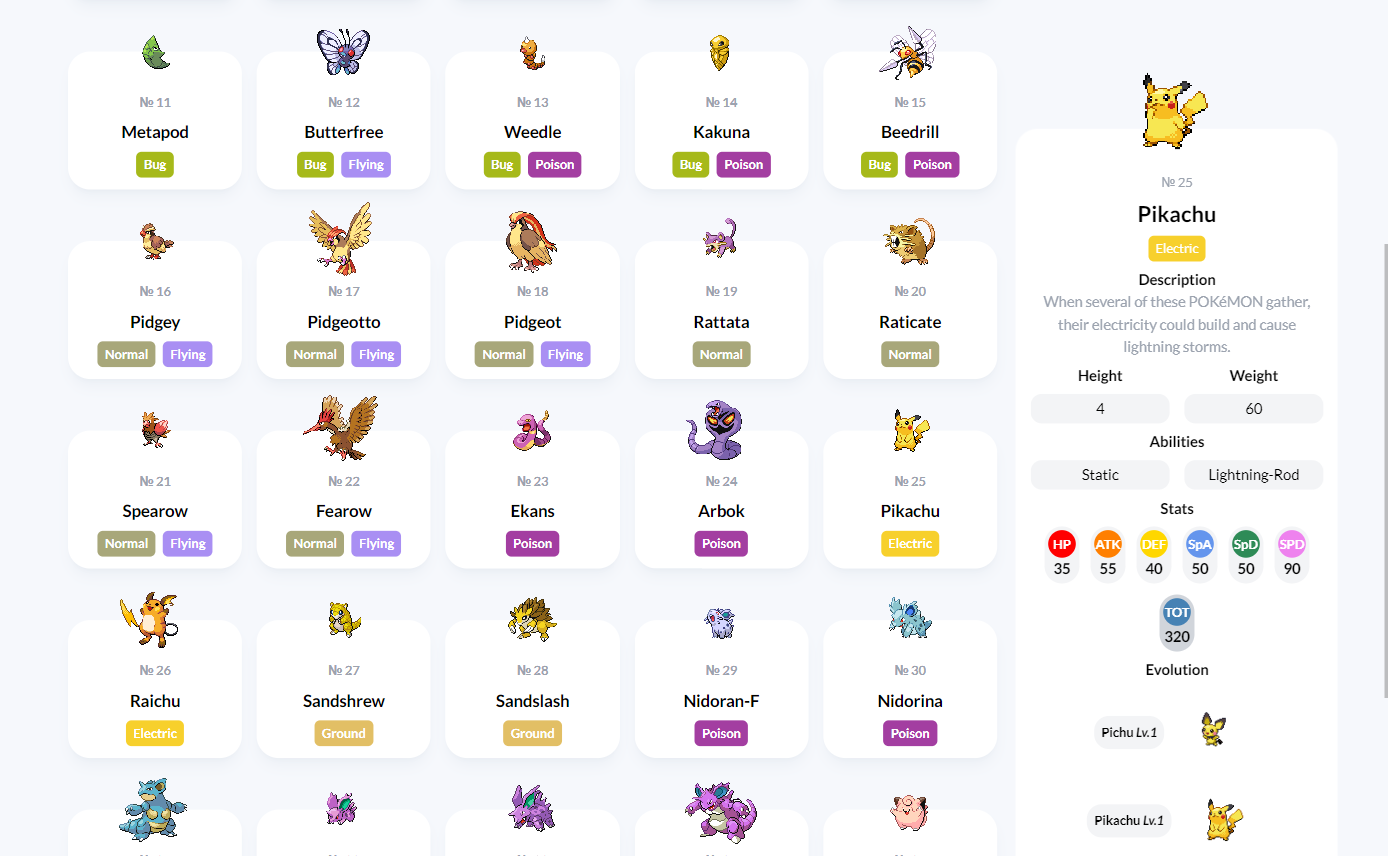 № 11
Metapod
Bug
№ 12
Butterfree
Bug Flying
№ 13
Weedle
Bug Poison
№ 14
Kakuna
Bug Poison
№ 15
Beedrill
Bug Poison
№ 16
Pidgey
Normal Flying
№ 17
Pidgeotto
Normal Flying
№ 18
Pidgeot
Normal Flying
№ 19
Rattata
Normal
№ 20
Raticate
Normal
№ 21
Spearow
Normal Flying
№ 22
Fearow
Normal Flying
№ 23
Ekans
Poison
№ 24
Arbok
Poison
№ 25
Pikachu
Electric
№ 26
Raichu
Electric
№ 27
Sandshrew
Ground
№ 28
Sandslash
Ground
№ 29
Nidoran-F
Poison
№ 30
Nidorina
Poison
№ 25
Pikachu
Electric
Description
When several of these POKéMON gather,
their electricity could build and cause
lightning storms.
Height Weight
4 60
Abilities
Static Lightning-Rod
Stats
HP ATK DEF SpA SpD SPD
35 55 40 50 50 90
TOT
320
Evolution
Pichu Lv.1
Pikachu Lv.1